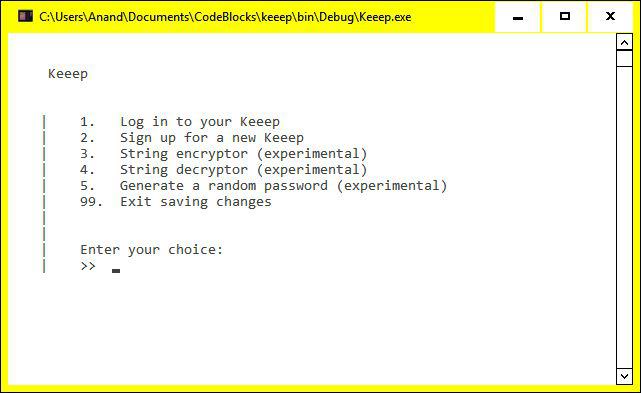 C:\Users\Anand\Documents\CodeBlocks\keeep\bin\Debug\Keeep.exe
Keeep
| 1. Log in to your Keeep
| 2. Sign up for a new Keeep
| 3. String encryptor (experimental)
| 4. String decryptor (experimental)
| 5. Generate a random password (experimental)
| 99. Exit saving changes
|
|
| Enter your choice:
| >> _